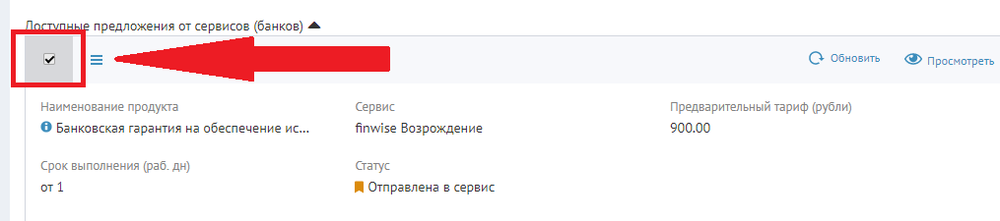 Доступные предложения от сервисов (банков)
Обновить Просмотреть
Наименование продукта Сервис Предварительный тариф (рубли)
Банковская гарантия на обеспечение ис... finwise Возрождение 900.00
Срок выполнения (раб. дн) Статус
от 1 Отправлена в сервис